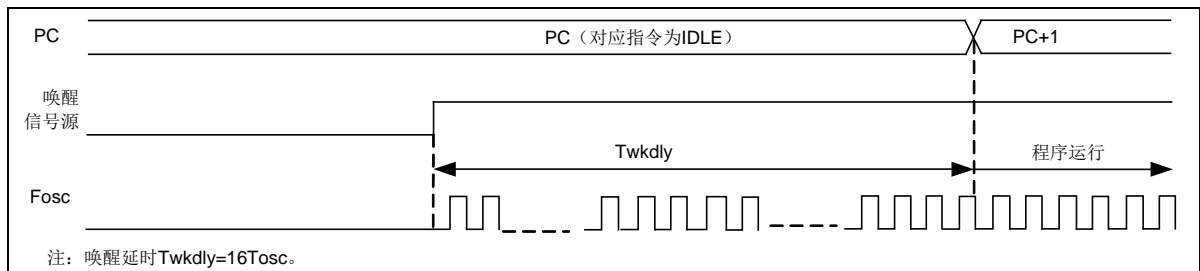 PC
PC（对应指令为IDLE）
PC+1
唤醒
信号源
Twkdly
程序运行
Fosc
注：唤醒延时Twkdly=16Tosc。